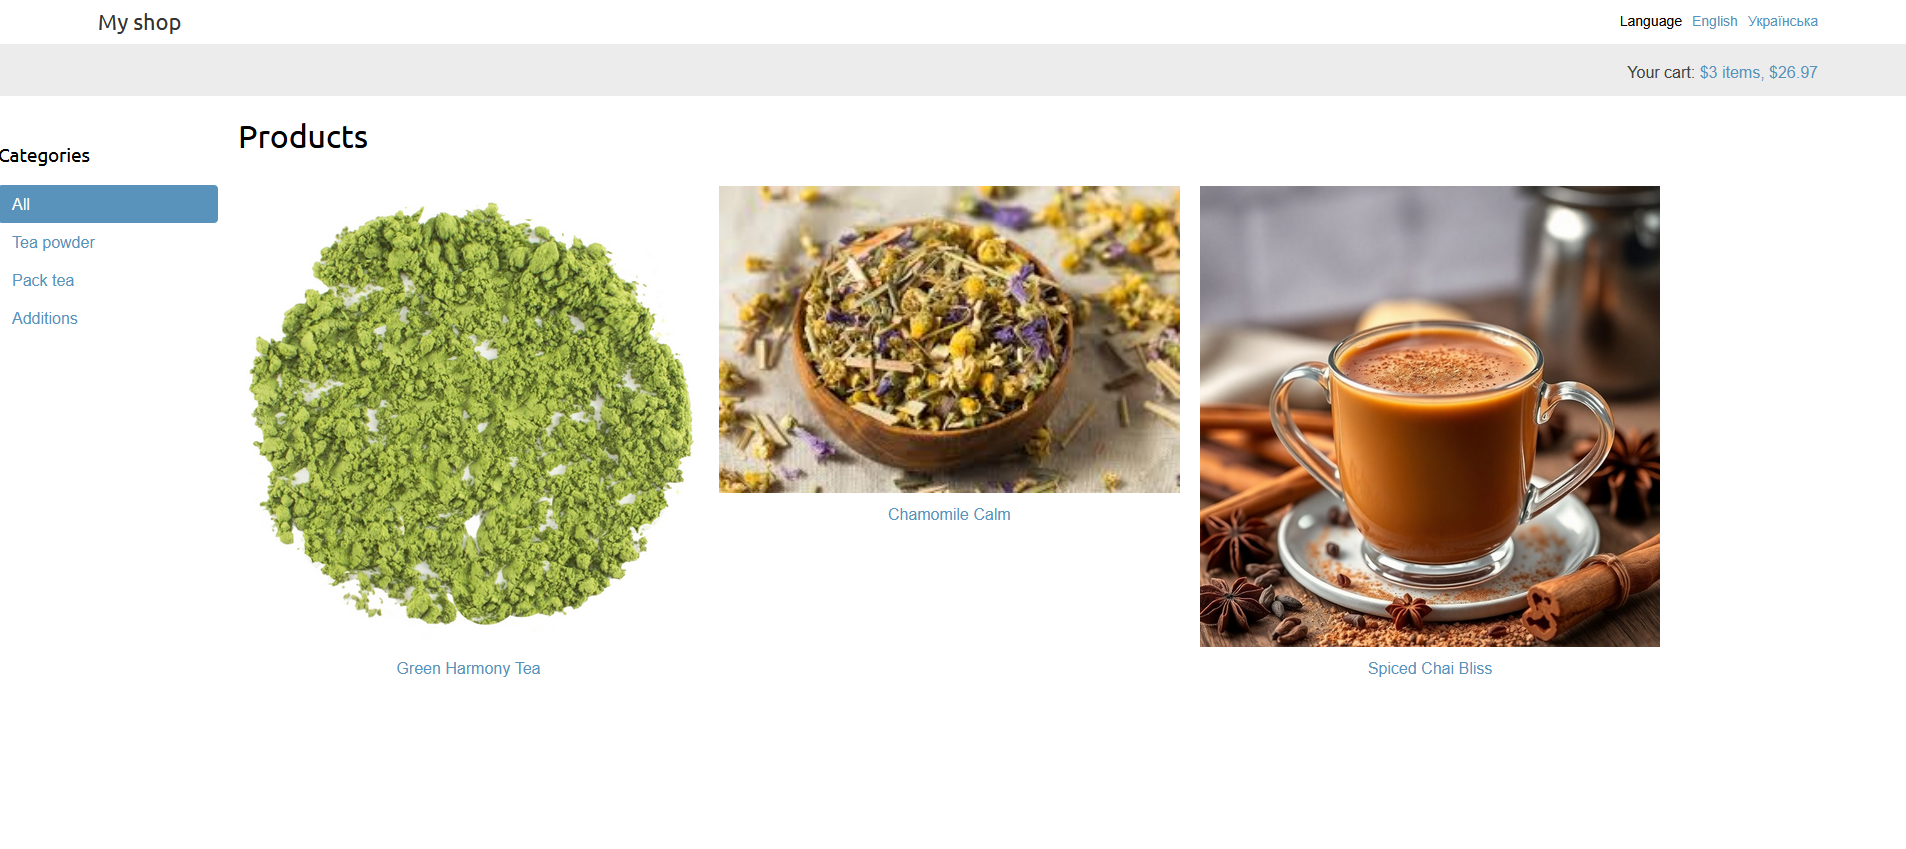 My shop
Language English Українська
Your cart: $3 items, $26.97
Categories
All
Tea powder
Pack tea
Additions
Products
Green Harmony Tea
Chamomile Calm
Spiced Chai Bliss